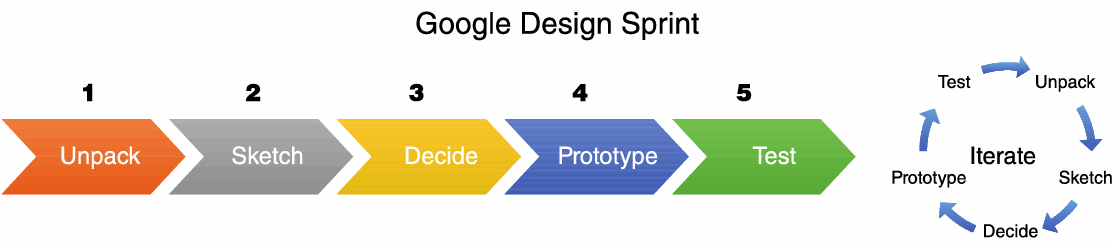 Google Design Sprint
1 2 3 4 5
Unpack Sketch Decide Prototype Test
Test Unpack
Iterate
Prototype Sketch
Decide